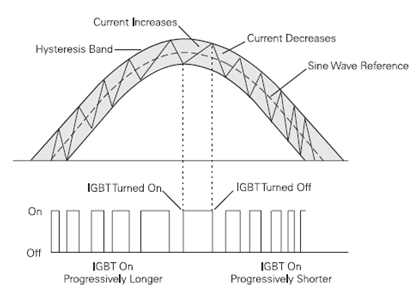 Current Increases
Hysteresis Band
Current Decreases
Sine Wave Reference
IGBT Turned On
IGBT Turned Off
On
Off
IGBT On
Progressively Longer
IGBT On
Progressively Shorter